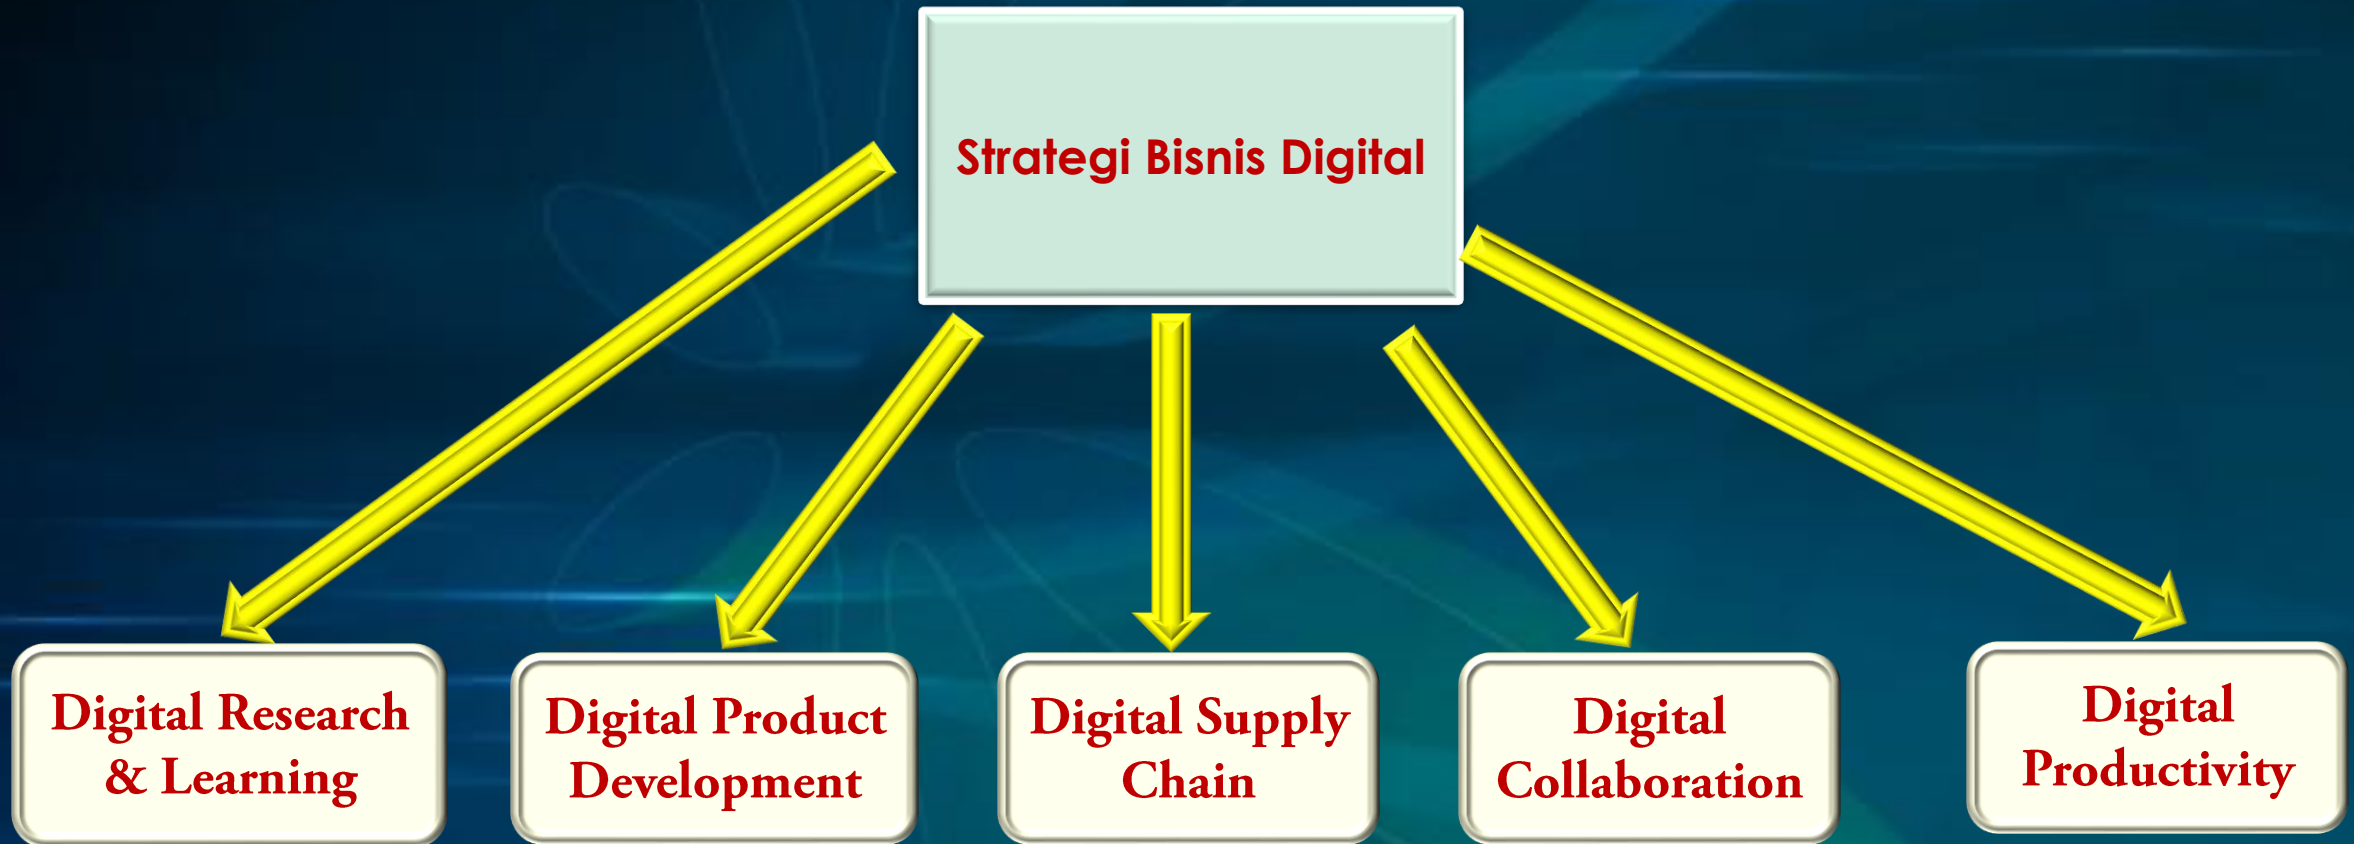 Strategi Bisnis Digital
Digital Research
& Learning
Digital Product
Development
Digital Supply
Chain
Digital
Collaboration
Digital
Productivity